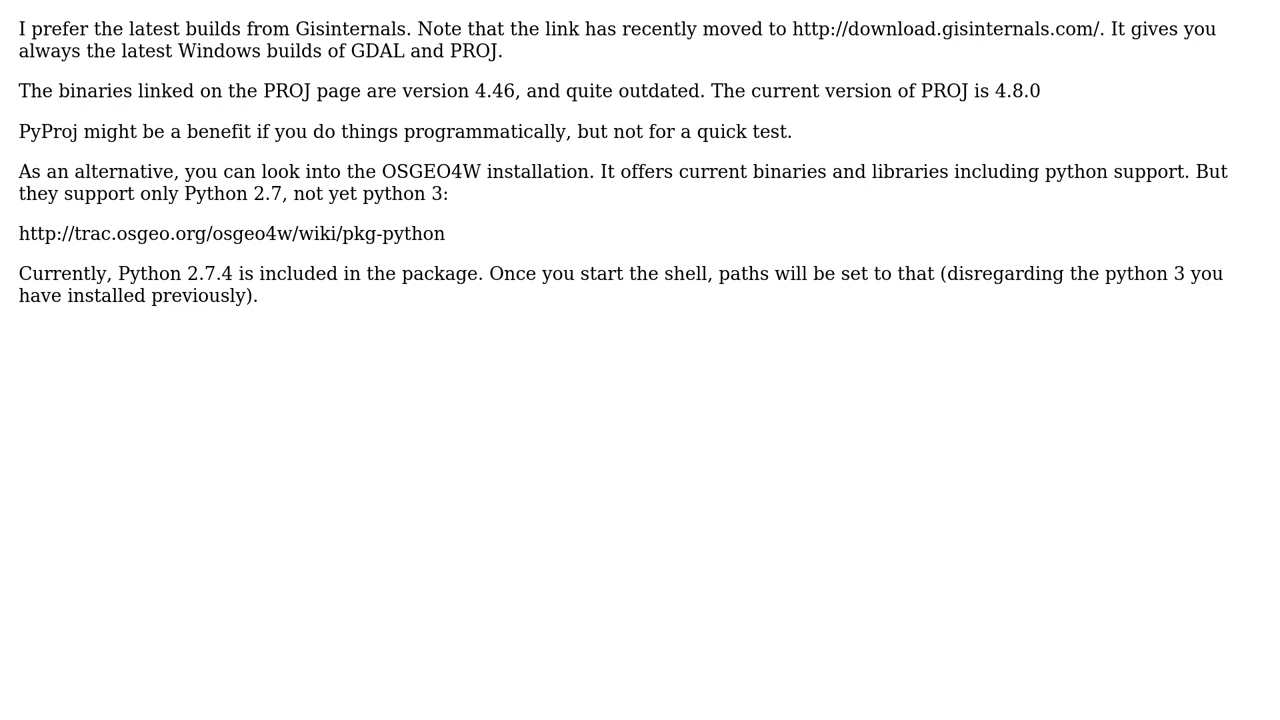 I prefer the latest builds from Gisinternals. Note that the link has recently moved to http://download.gisinternals.com/. It gives you
always the latest Windows builds of GDAL and PROJ.
The binaries linked on the PROJ page are version 4.46, and quite outdated. The current version of PROJ is 4.8.0
PyProj might be a benefit if you do things programmatically, but not for a quick test.
As an alternative, you can look into the OSGEO4W installation. It offers current binaries and libraries including python support. But
they support only Python 2.7, not yet python 3:
http://trac.osgeo.org/osgeo4w/wiki/pkg-python
Currently, Python 2.7.4 is included in the package. Once you start the shell, paths will be set to that (disregarding the python 3 you
have installed previously).